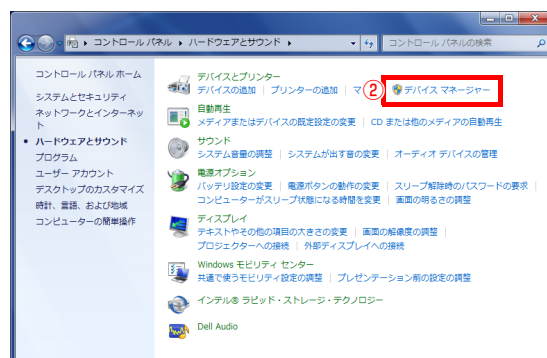 コントロール パネル ハードウェアとサウンド コントロール パネルの検索
コントロール パネル ホーム
システムとセキュリティ
ネットワークとインターネッ
ト
ハードウェアとサウンド
プログラム
ユーザー アカウント
デスクトップのカスタマイズ
時計、言語、および地域
コンピューターの簡単操作
デバイスとプリンター
デバイスの追加 プリンターの追加 マ ② デバイス マネージャー
自動再生
メディアまたはデバイスの既定設定の変更 CD または他のメディアの自動再生
サウンド
システム音量の調整 システムが出す音の変更 オーディオ デバイスの管理
電源オプション
バッテリ設定の変更 電源ボタンの動作の変更 スリープ解除時のパスワードの要求
コンピューターがスリープ状態になる時間を変更 画面の明るさの調整
ディスプレイ
テキストやその他の項目の大きさの変更 画面の解像度の調整
プロジェクターへの接続 外部ディスプレイへの接続
Windows モビリティ センター
共通で使うモビリティ設定の調整 プレゼンテーション前の設定の調整
インテル® ラピッド・ストレージ・テクノロジー
Dell Audio